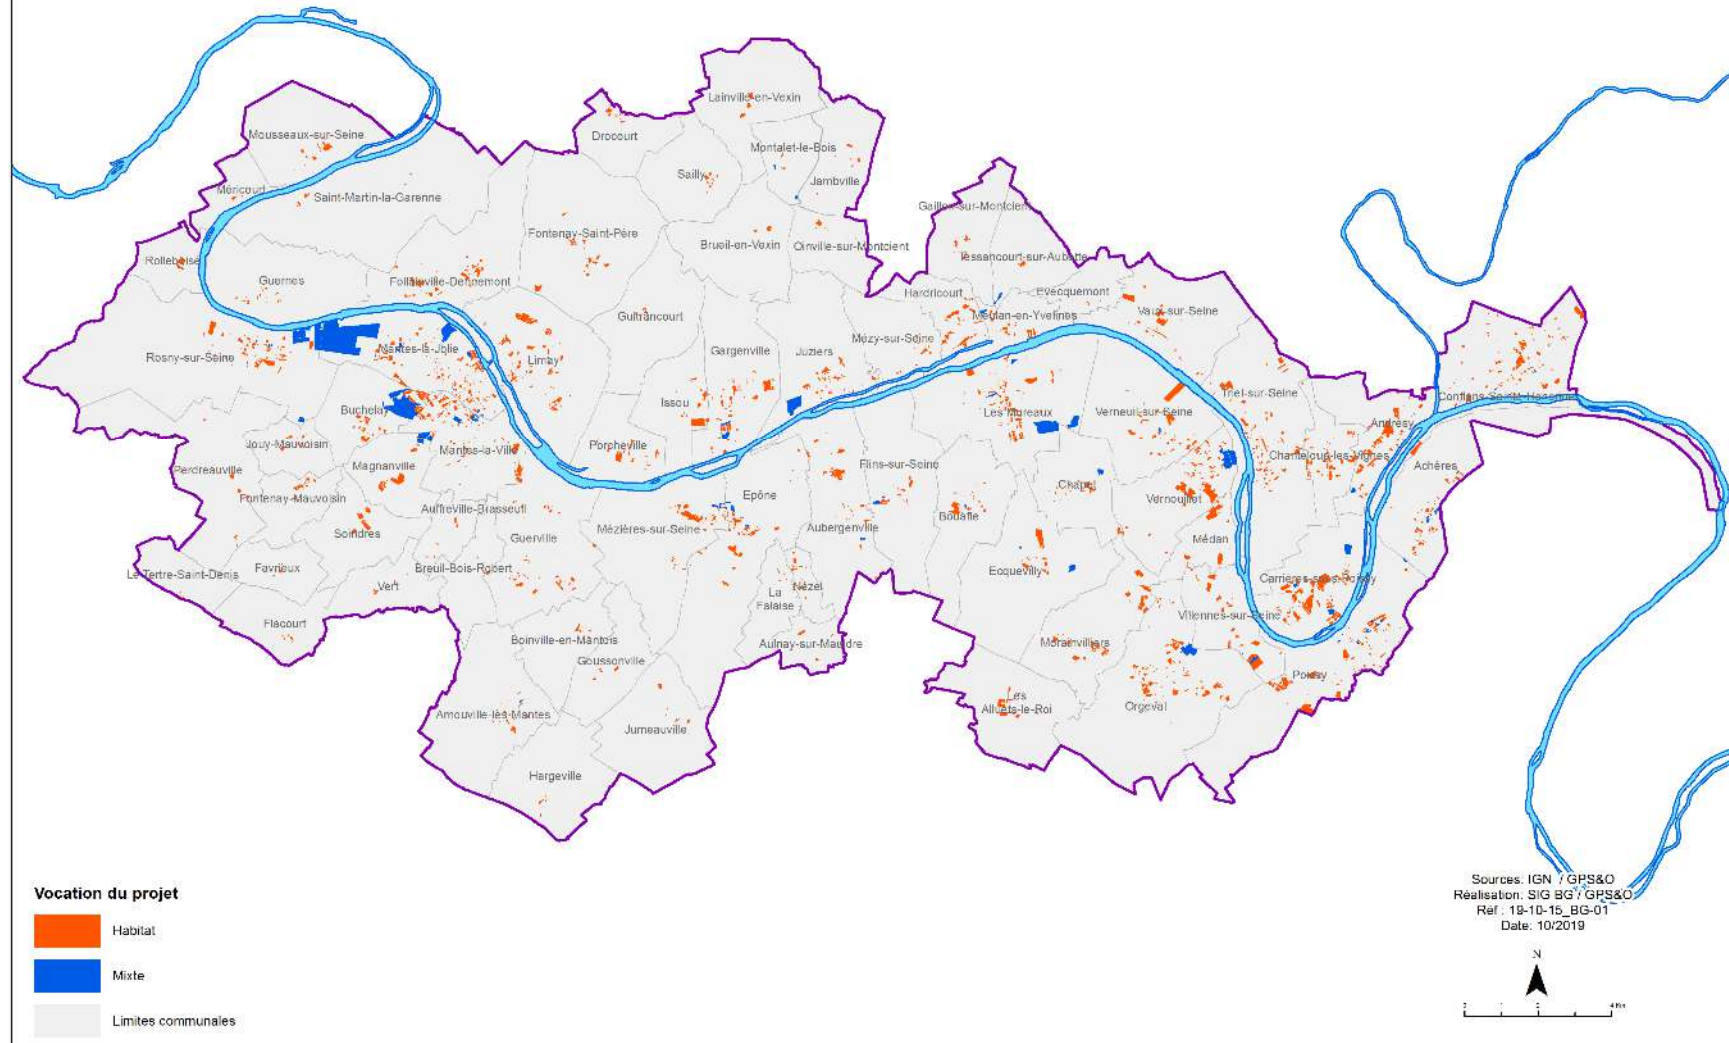 Lainville-en-Vexin
Drocourt
Mousseaux-sur-Seine
Montalet-le-Bois
Sailly
Jambville
Méricourt
Saint-Martin-la-Garenne
Gaillon-sur-Montcient
Fontenay-Saint-Père
Brueil-en-Vexin
Oinville-sur-Montcient
Tessancourt-sur-Aubette
Rolleboise
Guernes
Follainville-Dennemont
Hardricourt
Evecquemont
Guitrancourt
Meulan-en-Yvelines
Vaux-sur-Seine
Rosny-sur-Seine
Mantes-la-Jolie
Limay
Gargenville
Juziers
Mézy-sur-Seine
Issou
Buchelay
Les Mureaux
Verneuil-sur-Seine
Triel-sur-Seine
Conflans-Sainte-Honorine
Andrésy
Jouy-Mauvoisin
Mantes-la-Ville
Porcheville
Flins-sur-Seine
Chanteloup-les-Vignes
Achères
Perdreauville
Magnanville
Fontenay-Mauvoisin
Epône
Chapet
Vernouillet
Auffreville-Brasseuil
Bouafle
Soindres
Guerville
Mézières-sur-Seine
Aubergenville
Médan
Le Tertre-Saint-Denis
Favrieux
Breuil-Bois-Robert
Ecquevilly
Carrières-sous-Poissy
Vert
La
Falaise
Nézel
Flacourt
Villennes-sur-Seine
Boinville-en-Mantois
Aulnay-sur-Mauldre
Morainvilliers
Goussonville
Poissy
Les
Alluets-le-Roi
Orgeval
Arnouville-lès-Mantes
Jumeauville
Hargeville
Vocation du projet
Habitat
Mixte
Limites communales
Sources: IGN / GPS&O
Réalisation: SIG BG / GPS&O
Réf : 19-10-15_BG-01
Date: 10/2019
N
4 Km